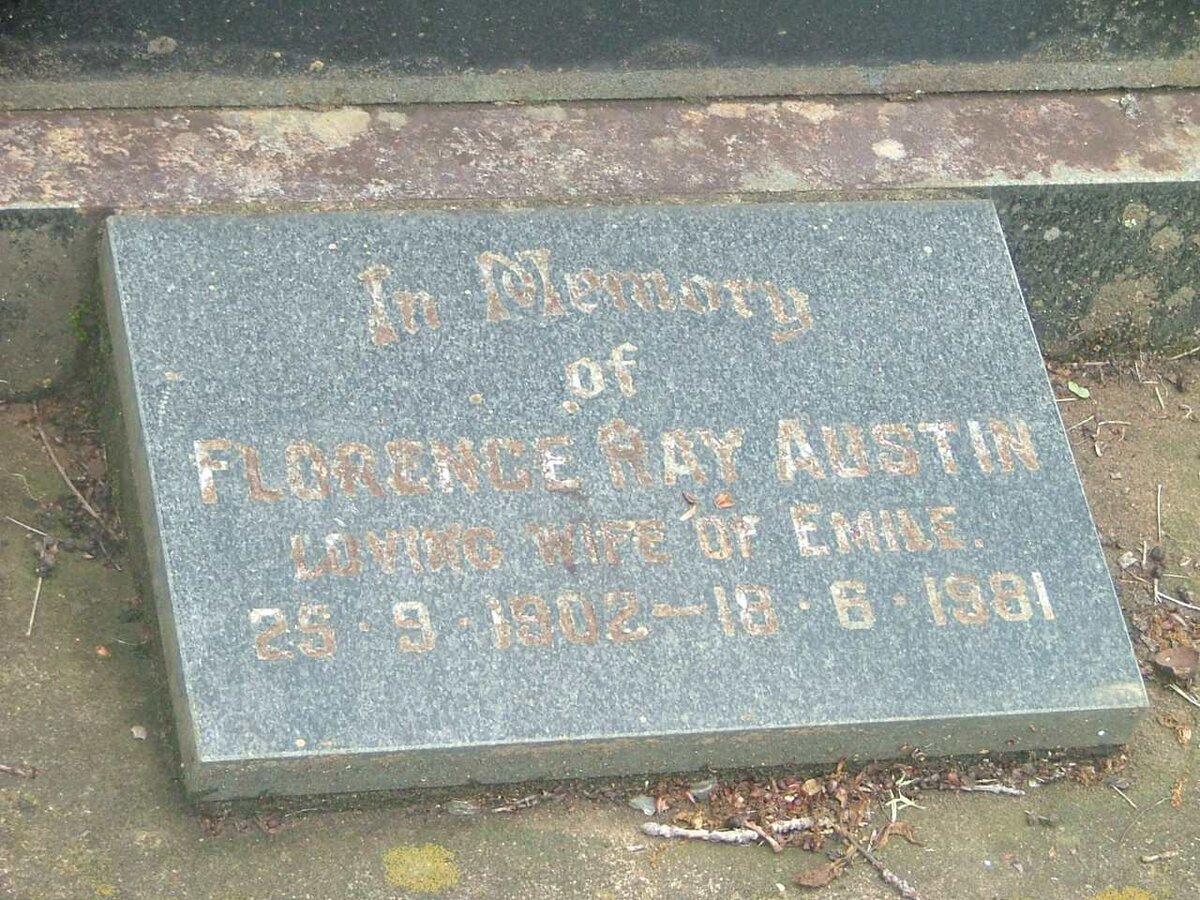 In Memory
of
FLORENCE RAY AUSTIN
LOVING WIFE OF EMILE.
25·9·1902–18·6·1981